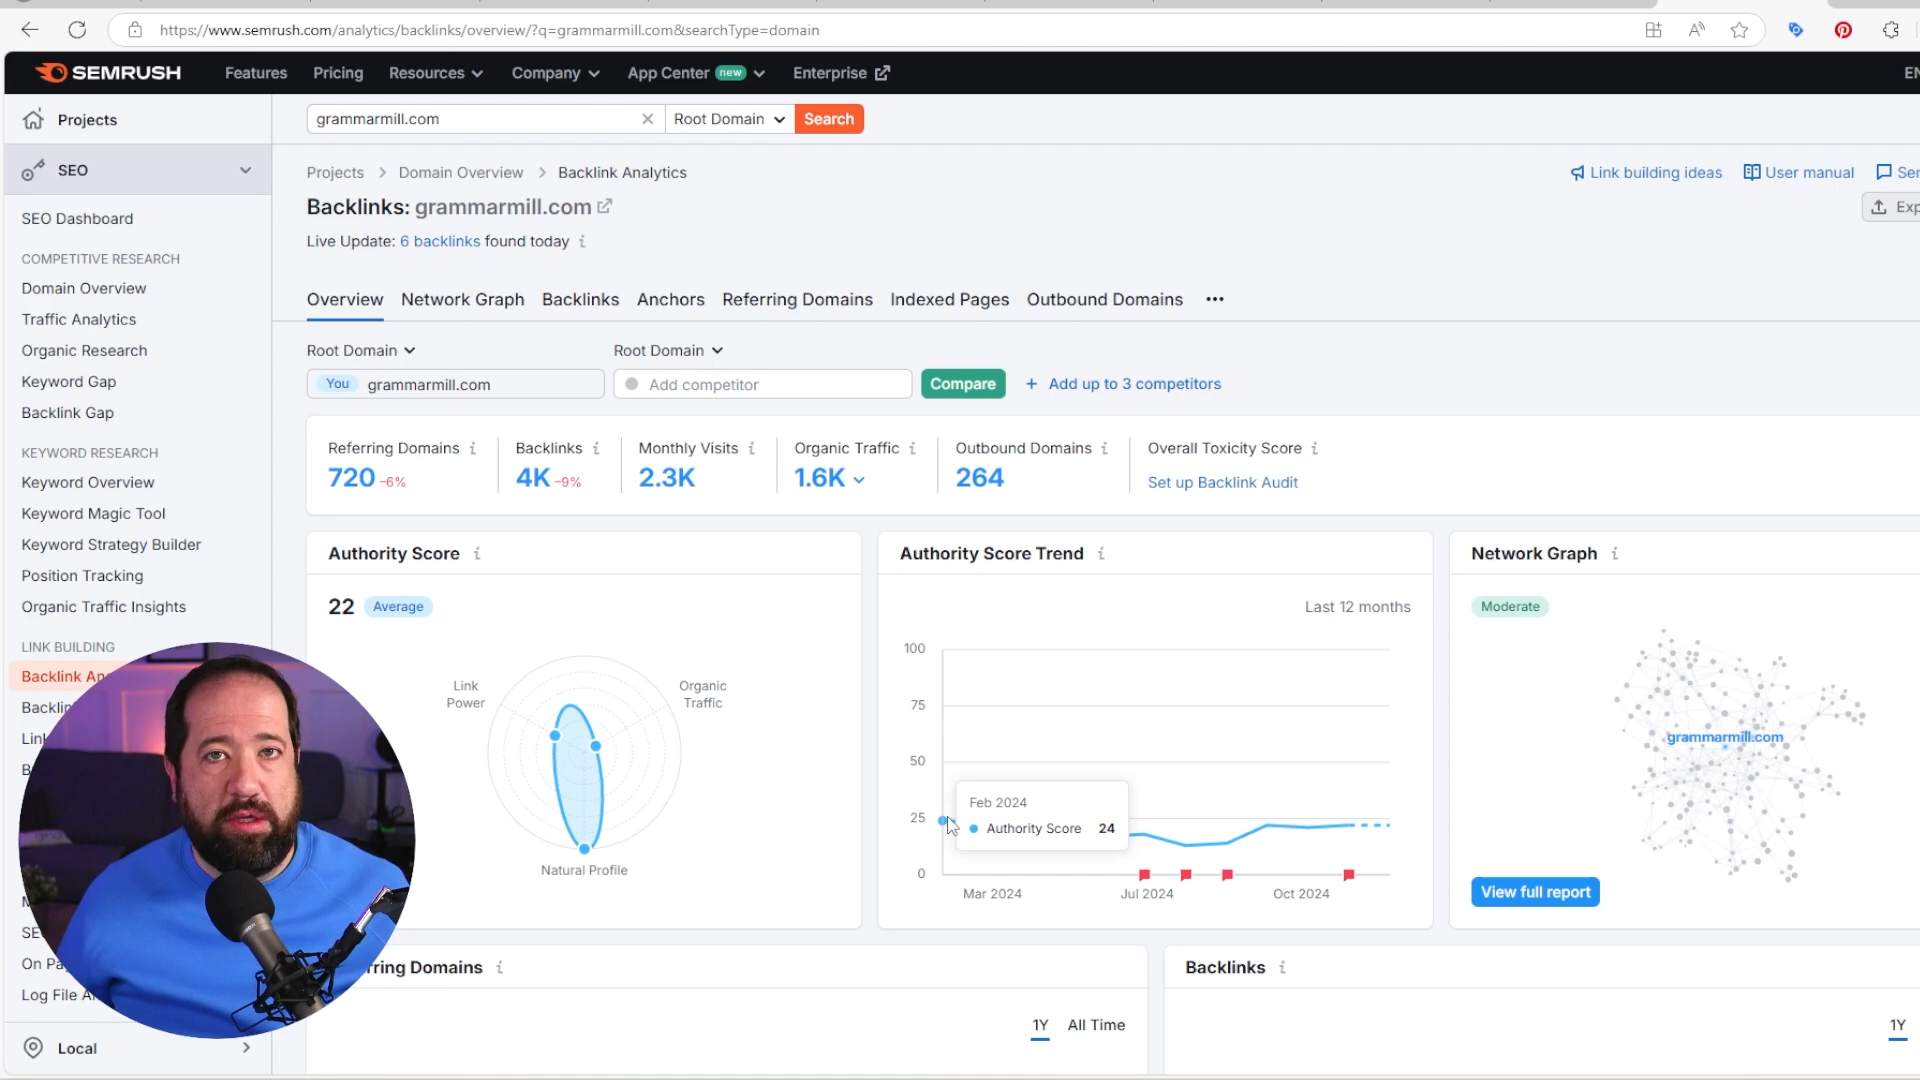 https://www.semrush.com/analytics/backlinks/overview/?q=grammarmill.com&searchType=domain
SEMRUSH Features Pricing Resources Company App Center new Enterprise EN
Projects
grammarmill.com Root Domain Search
SEO
Projects > Domain Overview > Backlink Analytics
Link building ideas User manual
Backlinks: grammarmill.com
Live Update: 6 backlinks found today
SEO Dashboard
COMPETITIVE RESEARCH
Domain Overview
Traffic Analytics
Organic Research
Keyword Gap
Backlink Gap
KEYWORD RESEARCH
Keyword Overview
Keyword Magic Tool
Keyword Strategy Builder
Position Tracking
Organic Traffic Insights
LINK BUILDING
Backlink
On
Log File
Local
Overview Network Graph Backlinks Anchors Referring Domains Indexed Pages Outbound Domains
Root Domain Root Domain
You grammarmill.com Add competitor Compare + Add up to 3 competitors
Referring Domains Backlinks Monthly Visits Organic Traffic Outbound Domains Overall Toxicity Score
720 -6% 4K -9% 2.3K 1.6K 264 Set up Backlink Audit
Authority Score
22 Average
Link Power
Organic Traffic
Natural Profile
Authority Score Trend
Last 12 months
100
75
50
25
0
Feb 2024
Authority Score 24
Mar 2024 Jul 2024 Oct 2024
Network Graph
Moderate
grammarmill.com
View full report
Domains
1Y All Time
Backlinks
1Y